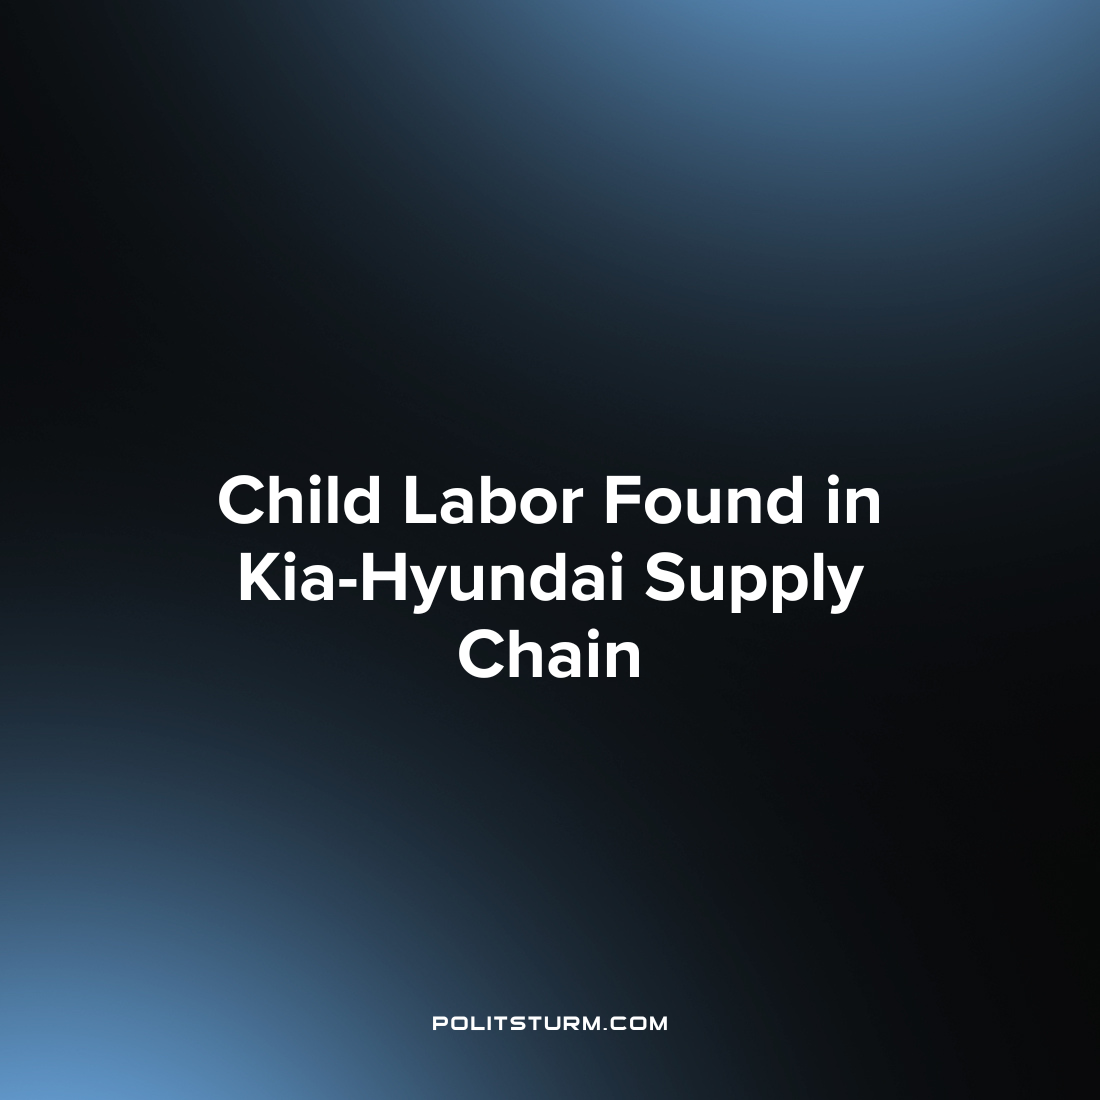 Child Labor Found in
Kia-Hyundai Supply
Chain
POLITSTURM.COM